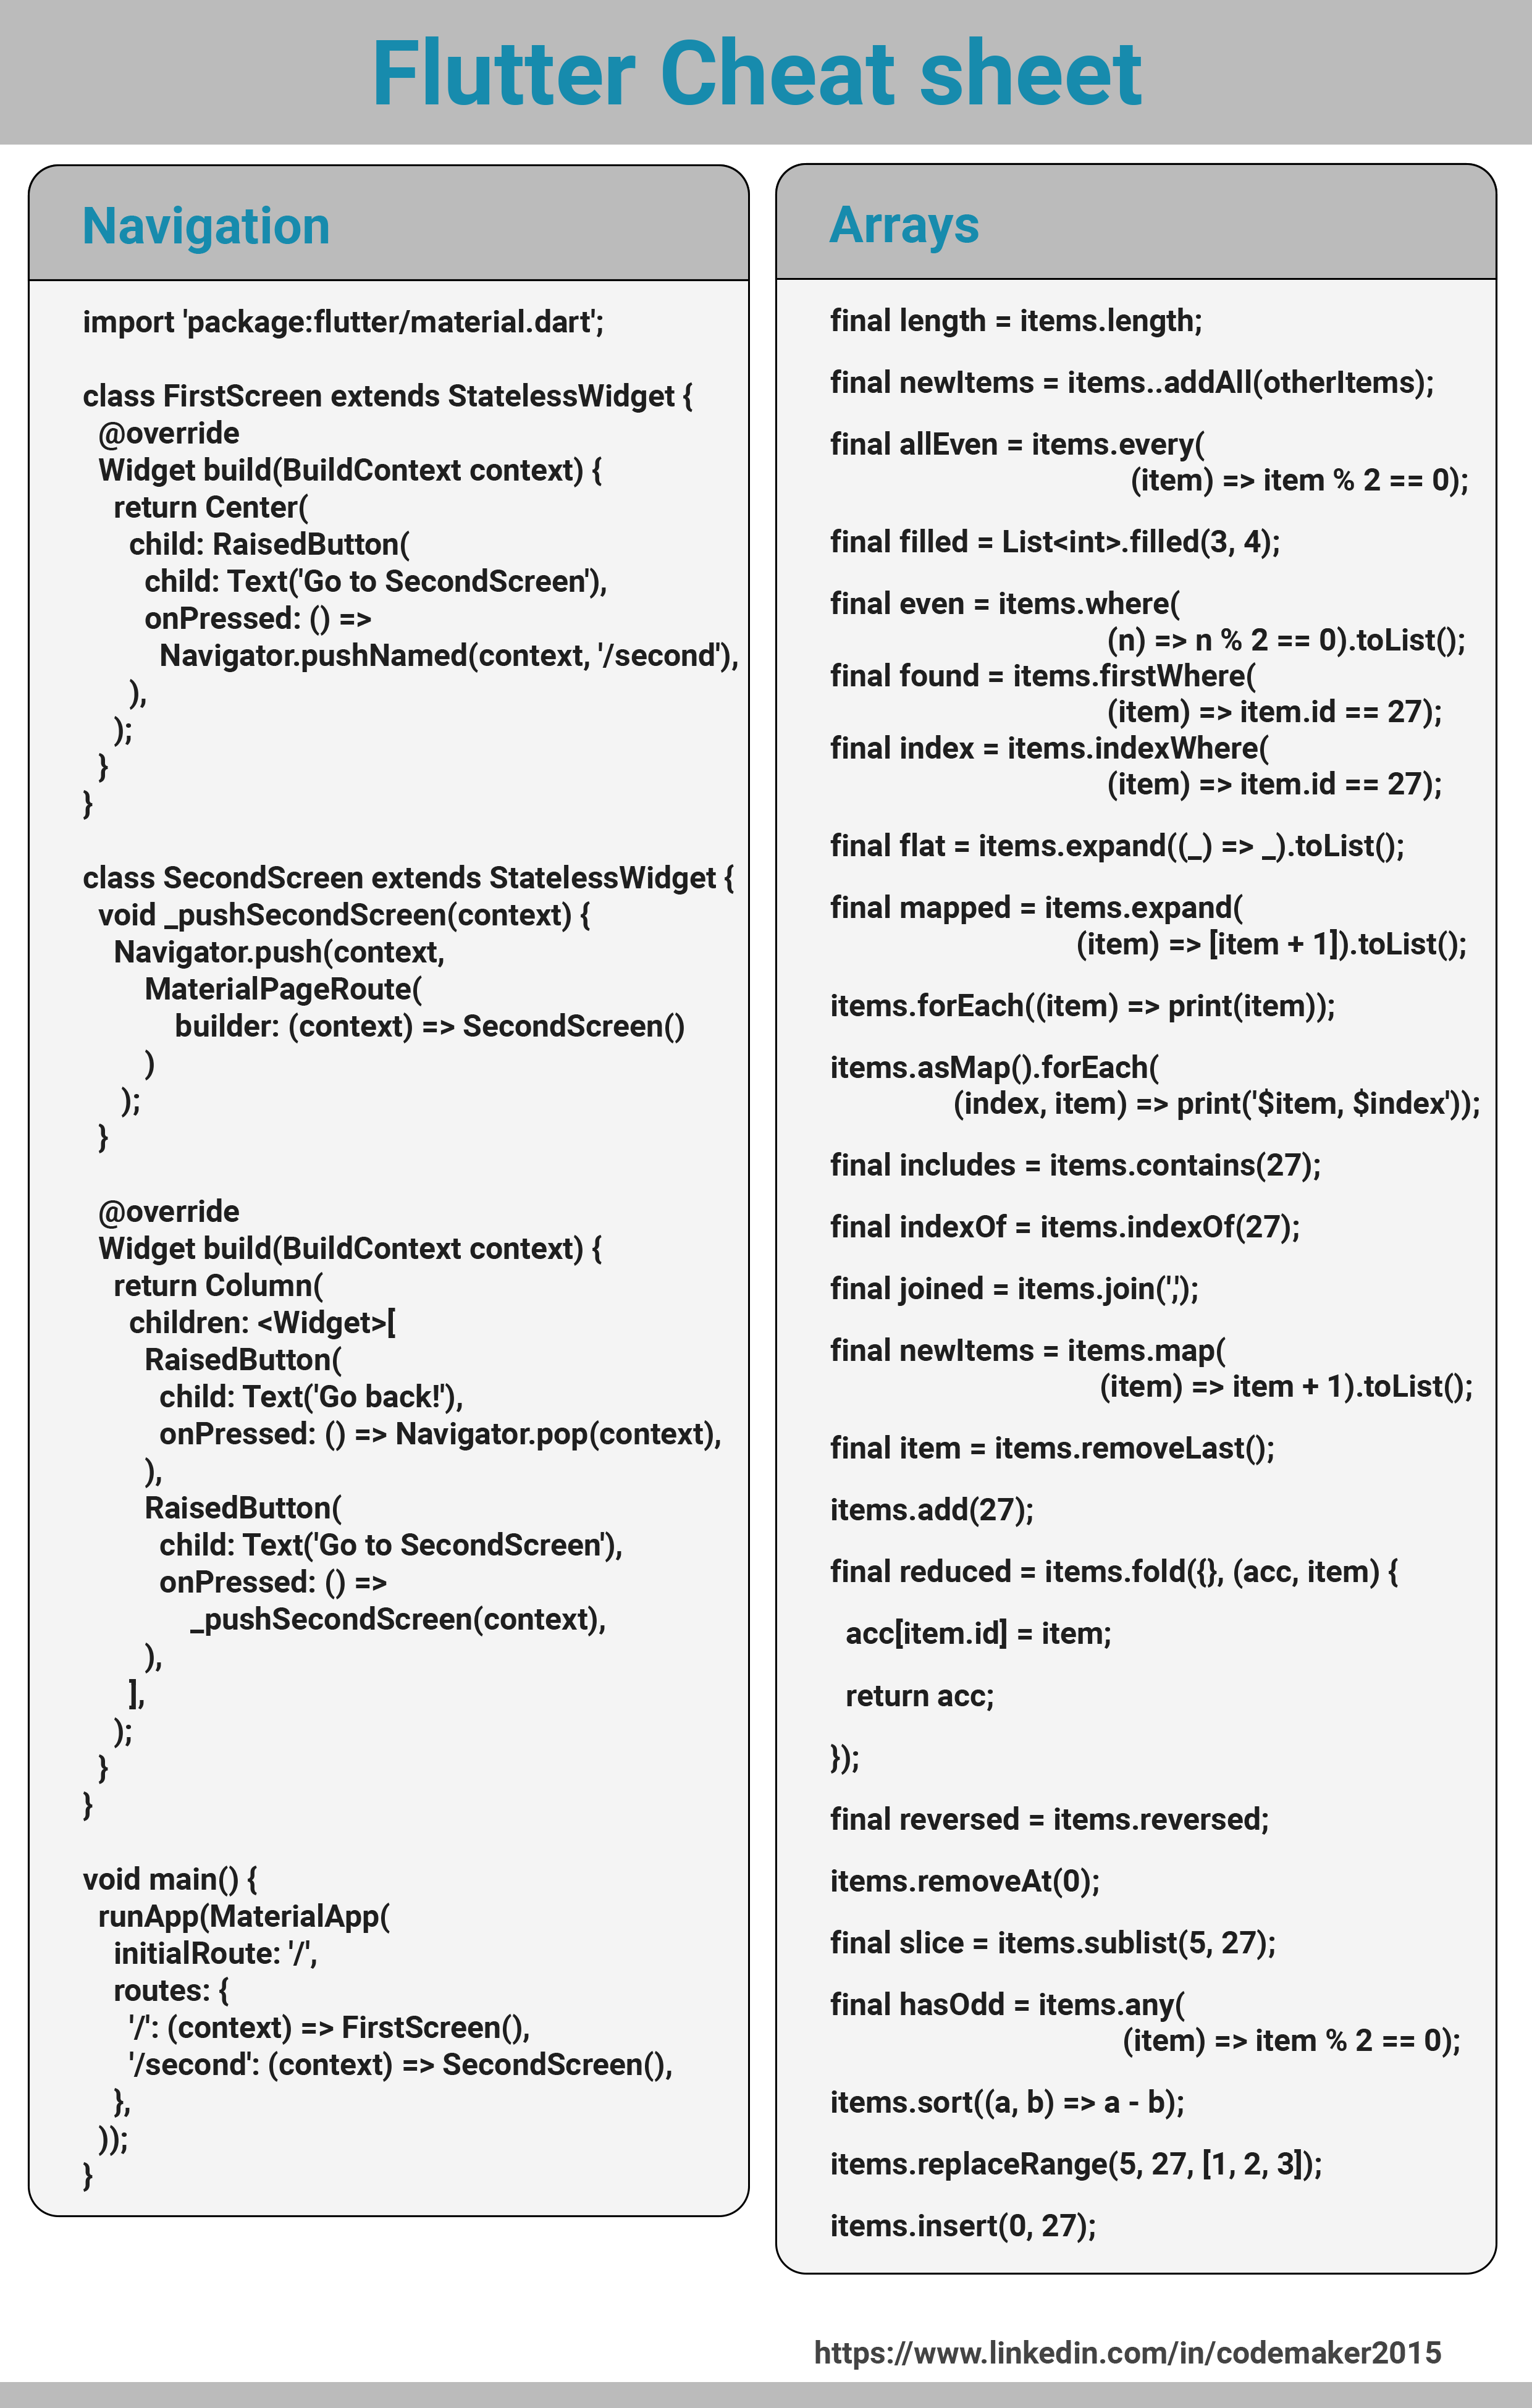 Flutter Cheat sheet
Navigation
import 'package:flutter/material.dart';
class FirstScreen extends StatelessWidget {
@override
Widget build(BuildContext context) {
return Center(
child: RaisedButton(
child: Text('Go to SecondScreen'),
onPressed: () =>
Navigator.pushNamed(context, '/second'),
),
);
}
}
class SecondScreen extends StatelessWidget {
void _pushSecondScreen(context) {
Navigator.push(context,
MaterialPageRoute(
builder: (context) => SecondScreen()
)
);
}
@override
Widget build(BuildContext context) {
return Column(
children: <Widget>[
RaisedButton(
child: Text('Go back!'),
onPressed: () => Navigator.pop(context),
),
RaisedButton(
child: Text('Go to SecondScreen'),
onPressed: () =>
_pushSecondScreen(context),
),
],
);
}
}
void main() {
runApp(MaterialApp(
initialRoute: '/',
routes: {
'/': (context) => FirstScreen(),
'/second': (context) => SecondScreen(),
},
));
}
Arrays
final length = items.length;
final newItems = items..addAll(otherItems);
final allEven = items.every(
(item) => item % 2 == 0);
final filled = List<int>.filled(3, 4);
final even = items.where(
(n) => n % 2 == 0).toList();
final found = items.firstWhere(
(item) => item.id == 27);
final index = items.indexWhere(
(item) => item.id == 27);
final flat = items.expand((_) => _).toList();
final mapped = items.expand(
(item) => [item + 1]).toList();
items.forEach((item) => print(item));
items.asMap().forEach(
(index, item) => print('$item, $index'));
final includes = items.contains(27);
final indexOf = items.indexOf(27);
final joined = items.join(',');
final newItems = items.map(
(item) => item + 1).toList();
final item = items.removeLast();
items.add(27);
final reduced = items.fold({}, (acc, item) {
acc[item.id] = item;
return acc;
});
final reversed = items.reversed;
items.removeAt(0);
final slice = items.sublist(5, 27);
final hasOdd = items.any(
(item) => item % 2 == 0);
items.sort((a, b) => a - b);
items.replaceRange(5, 27, [1, 2, 3]);
items.insert(0, 27);
https://www.linkedin.com/in/codemaker2015